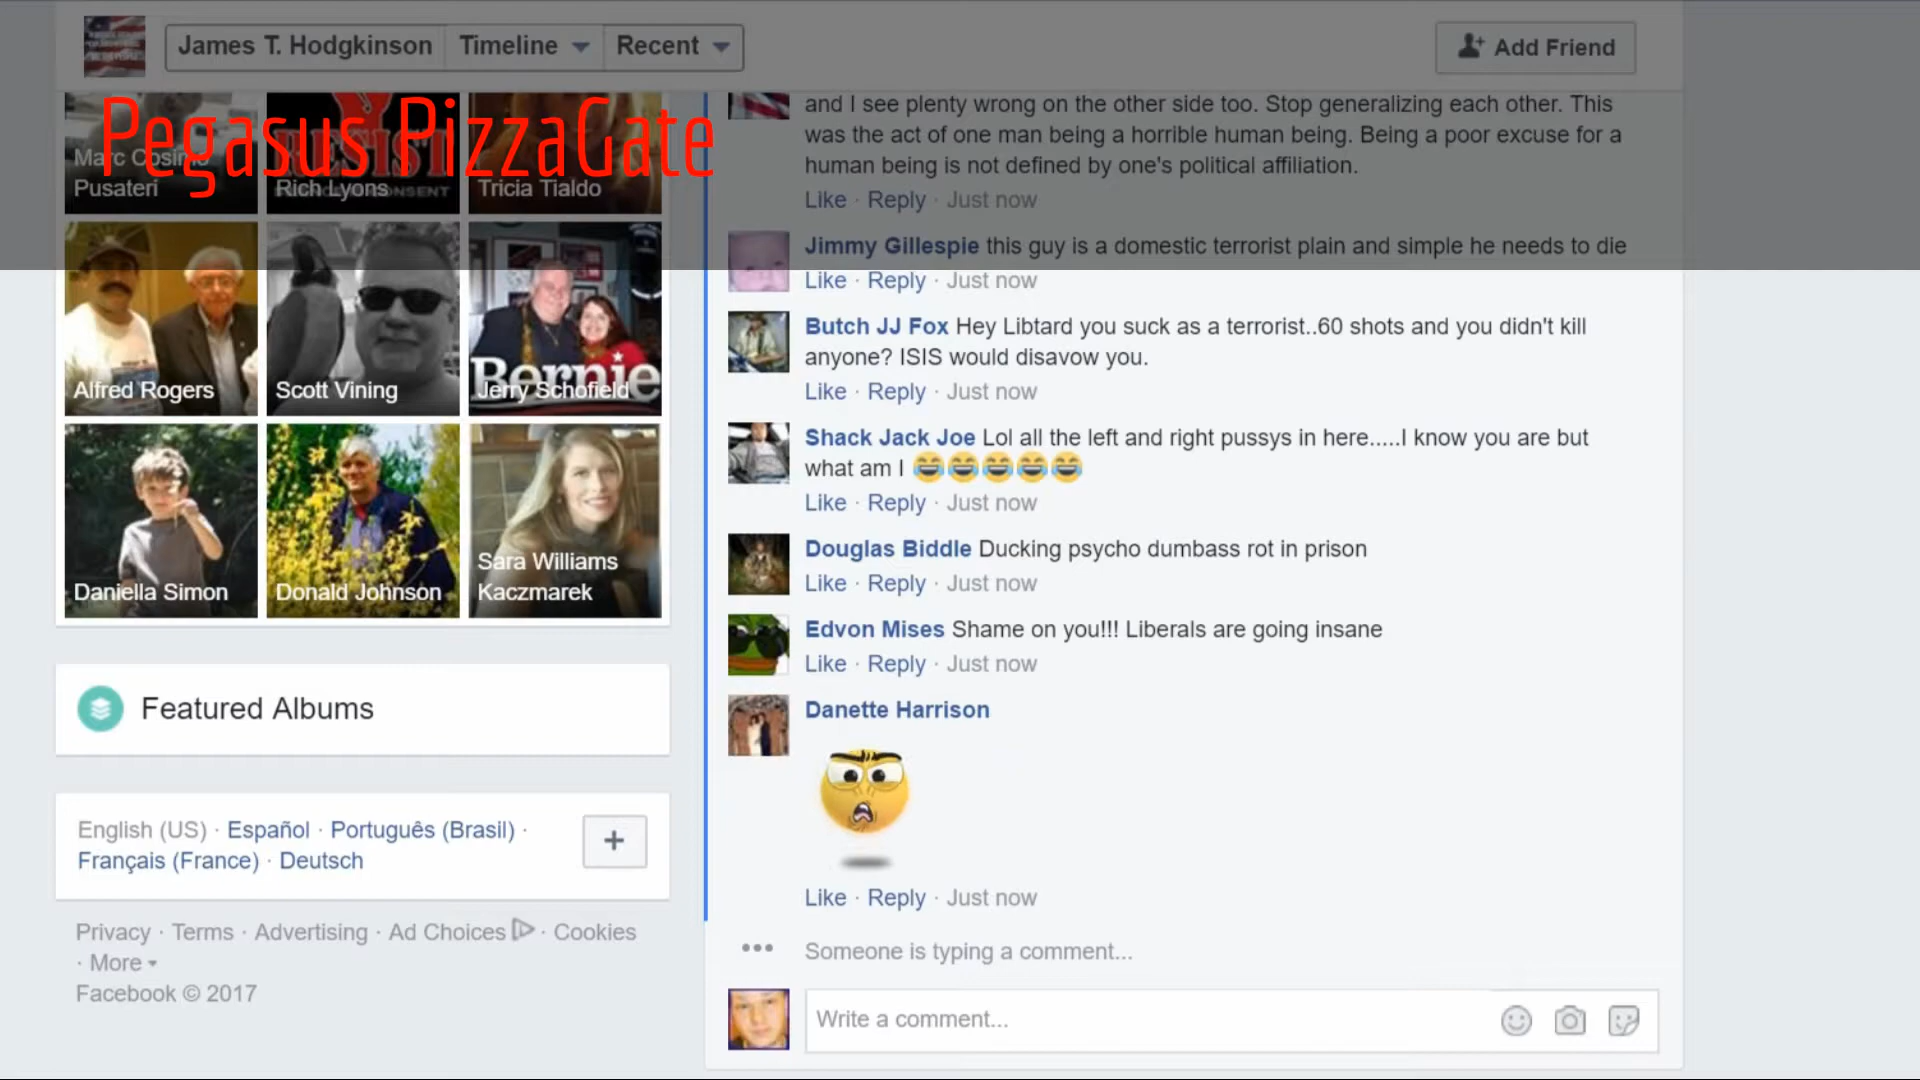 James T. Hodgkinson Timeline Recent
Add Friend
Pegasus PizzaGate
Marc Cosimo
Pusateri
RESIST
Rich Lyons
Tricia Tialdo
Alfred Rogers
Scott Vining
Bernie
Jerry Schofield
Daniella Simon
Donald Johnson
Sara Williams
Kaczmarek
Featured Albums
English (US) · Español · Português (Brasil) ·
Français (France) · Deutsch
Privacy · Terms · Advertising · Ad Choices · Cookies
· More
Facebook © 2017
and I see plenty wrong on the other side too. Stop generalizing each other. This
was the act of one man being a horrible human being. Being a poor excuse for a
human being is not defined by one's political affiliation.
Like · Reply · Just now
Jimmy Gillespie this guy is a domestic terrorist plain and simple he needs to die
Like · Reply · Just now
Butch JJ Fox Hey Libtard you suck as a terrorist..60 shots and you didn't kill
anyone? ISIS would disavow you.
Like · Reply · Just now
Shack Jack Joe Lol all the left and right pussys in here.....I know you are but
what am I 😂😂😂😂😂
Like · Reply · Just now
Douglas Biddle Ducking psycho dumbass rot in prison
Like · Reply · Just now
Edvon Mises Shame on you!!! Liberals are going insane
Like · Reply · Just now
Danette Harrison
Like · Reply · Just now
Someone is typing a comment...
Write a comment...